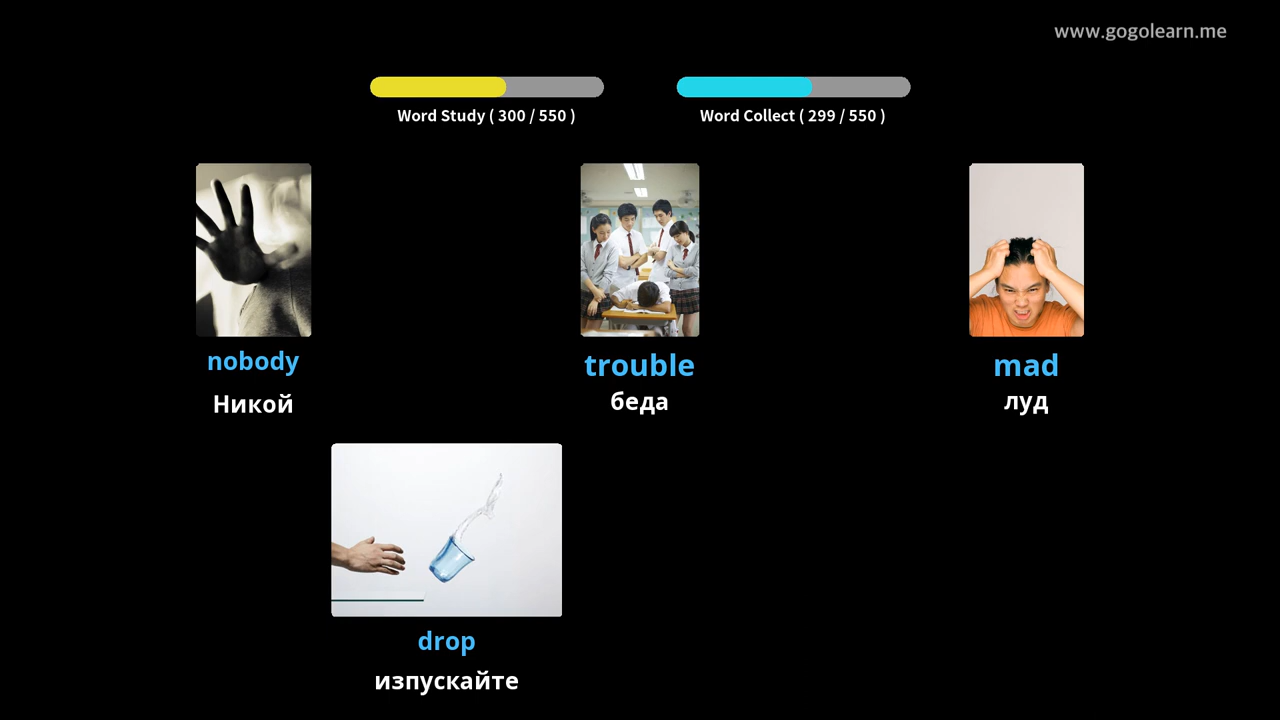 www.gogolearn.me
Word Study ( 300 / 550 )
Word Collect ( 299 / 550 )
nobody
Никой
trouble
беда
mad
луд
drop
изпускайте